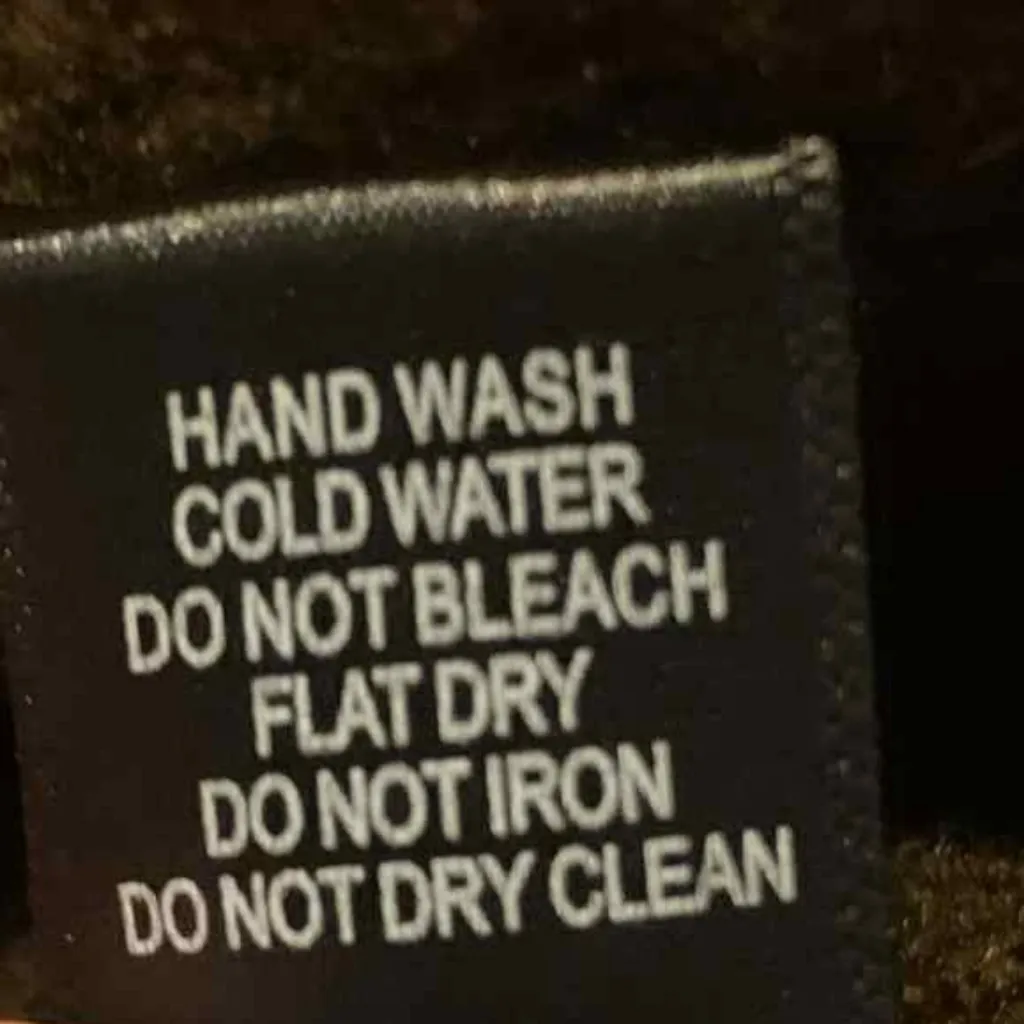 HAND WASH
COLD WATER
DO NOT BLEACH
FLAT DRY
DO NOT IRON
DO NOT DRY CLEAN